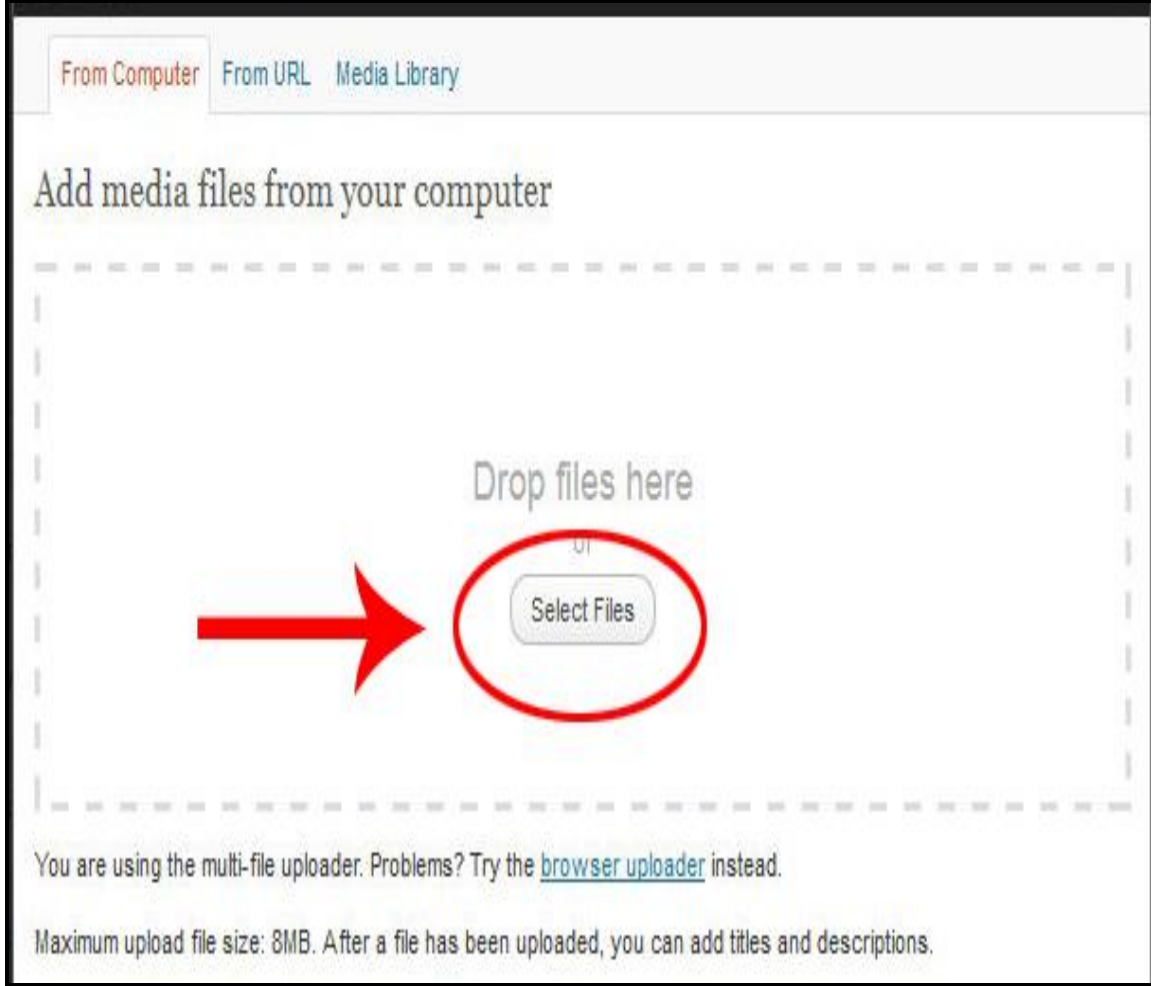 From Computer From URL Media Library
Add media files from your computer
Drop files here
or
Select Files
You are using the multi-file uploader. Problems? Try the browser uploader instead.
Maximum upload file size: 8MB. After a file has been uploaded, you can add titles and descriptions.